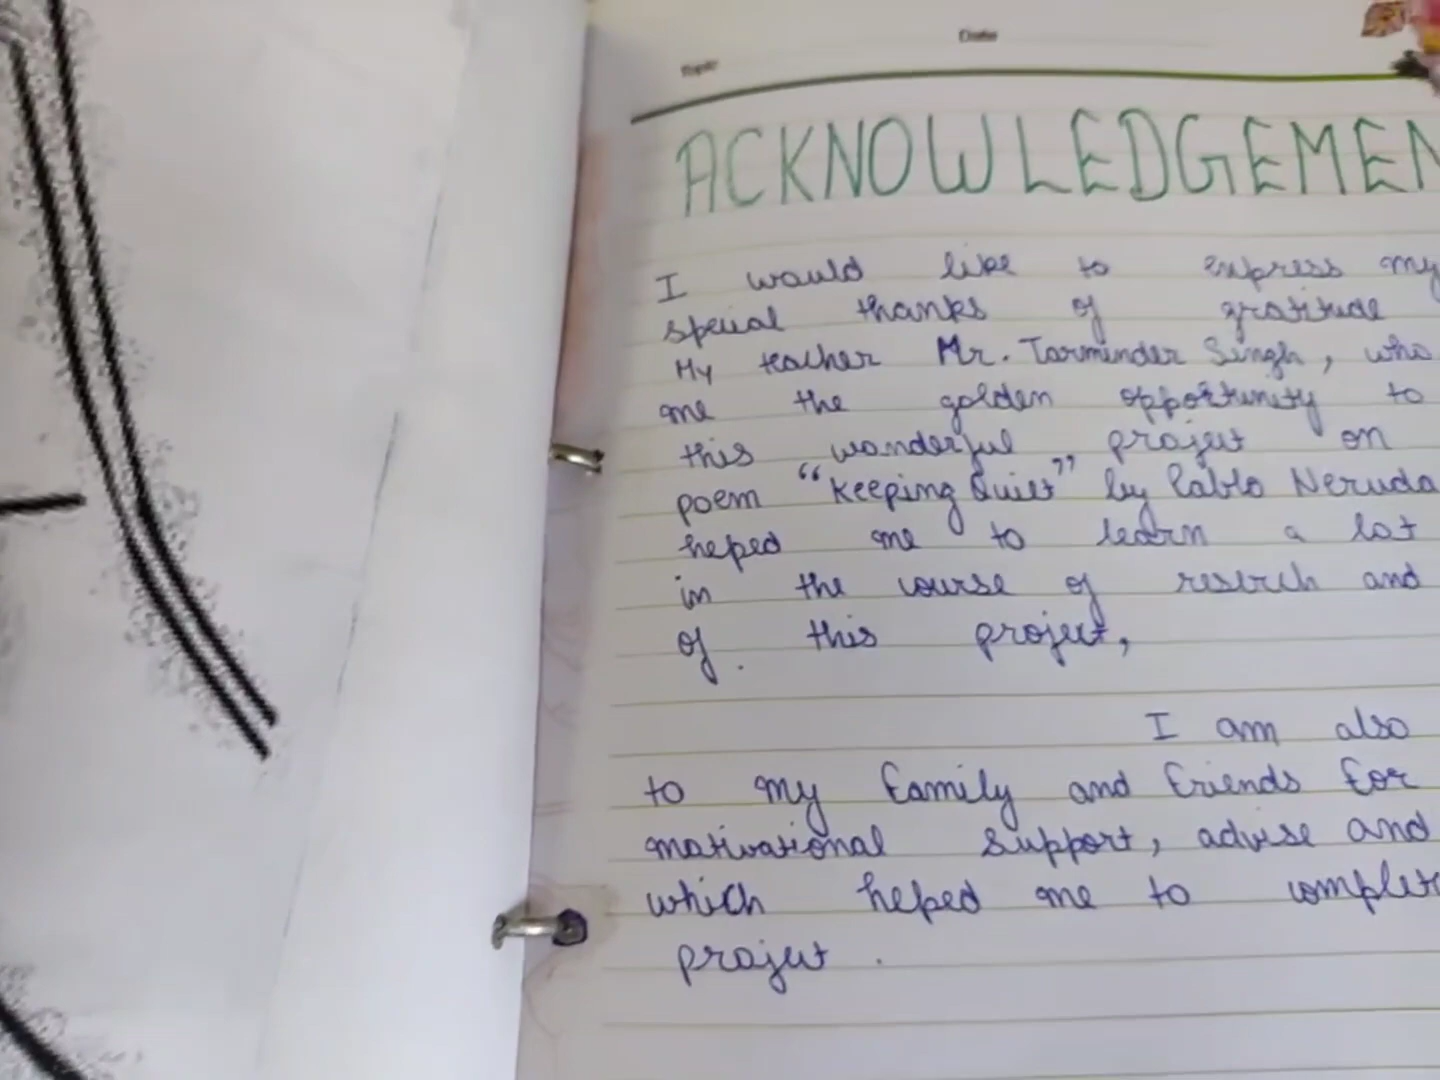 Date
Topic
ACKNOWLEDGEMEN
I would like to express my
special thanks of gratitude
My teacher Mr. Tarminder Singh, who
me the golden opportunity to
this wonderful project on
poem "Keeping Quiet" by Pablo Neruda
heped me to learn a lot
in the course of reserch and
of. this project,
I am also
to my family and friends for
motivational support, advise and
which heped me to complet
project.